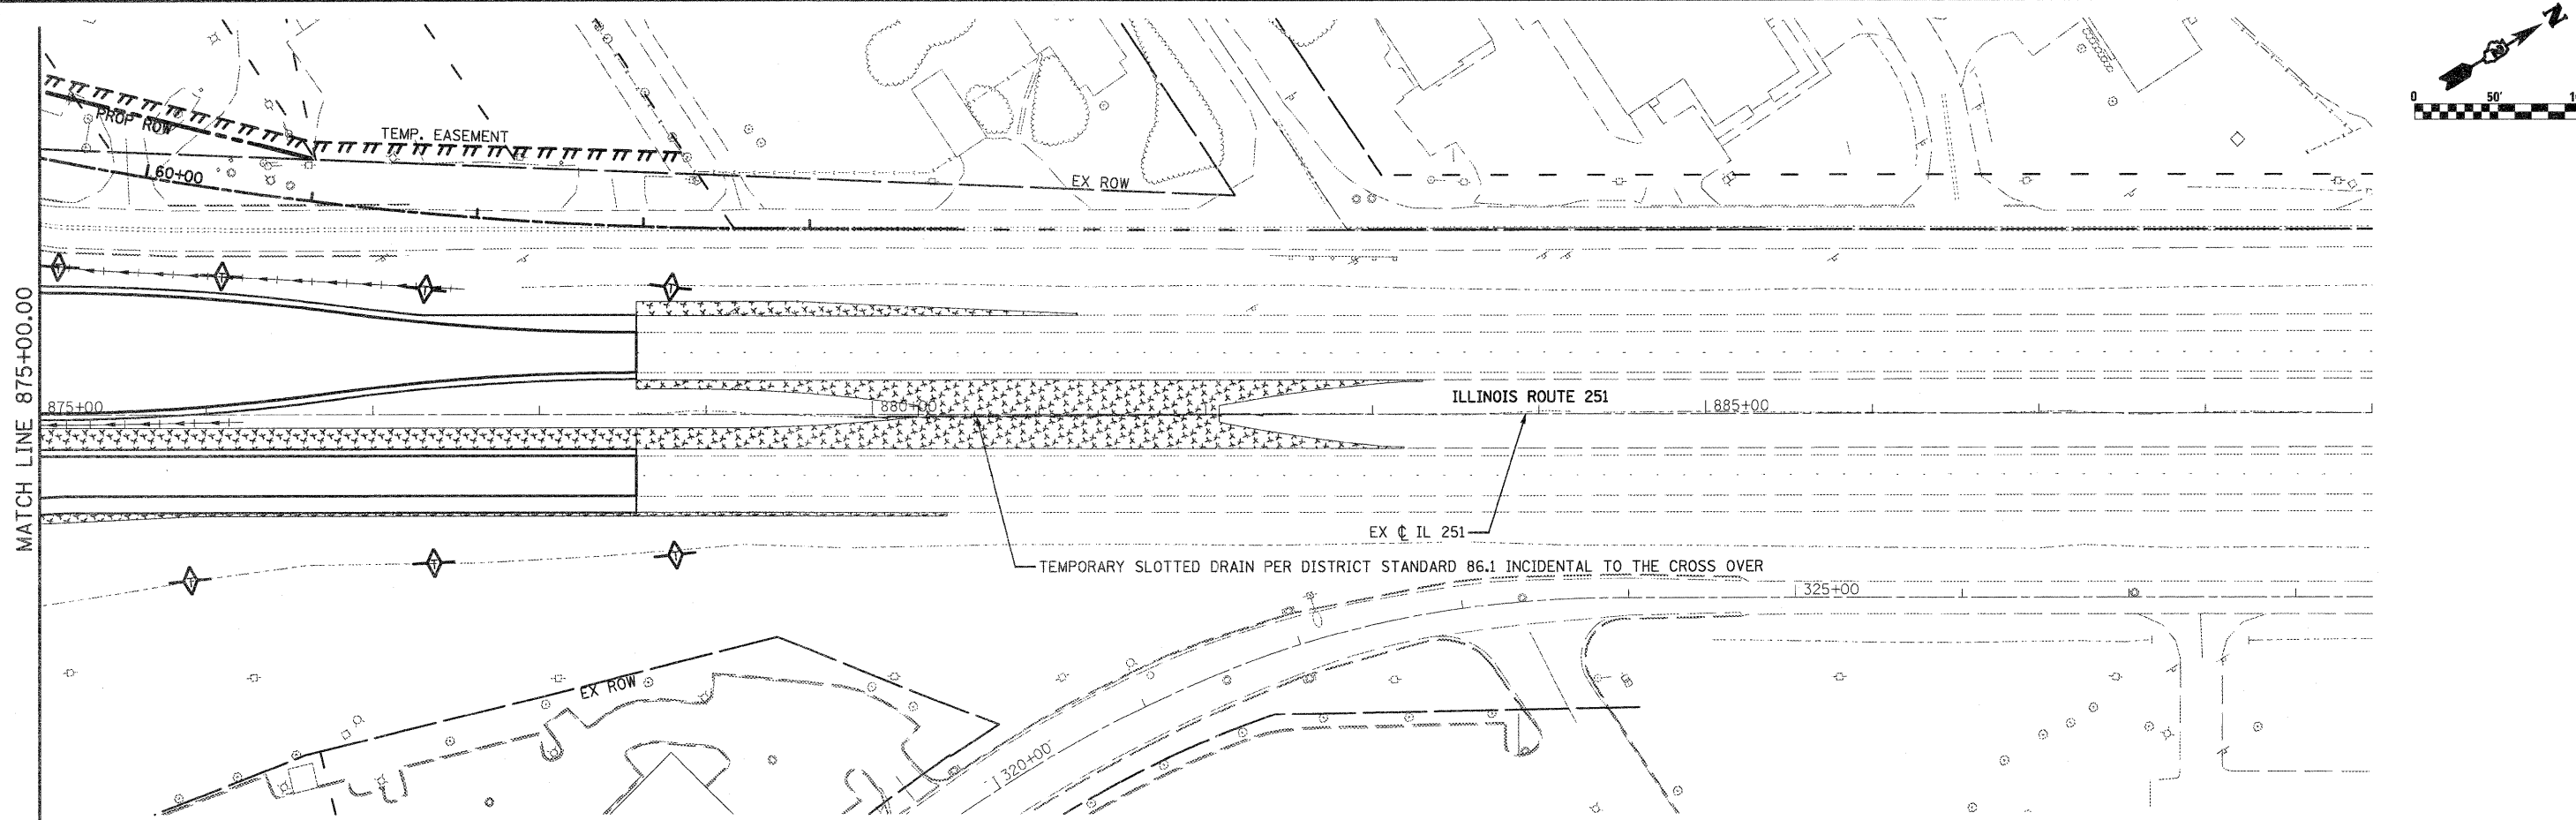 N
0 50'
PROP ROW
TEMP. EASEMENT
60+00
EX ROW
MATCH LINE 875+00.00
875+00
880+00
ILLINOIS ROUTE 251
885+00
EX ℄ IL 251
TEMPORARY SLOTTED DRAIN PER DISTRICT STANDARD 86.1 INCIDENTAL TO THE CROSS OVER
325+00
EX ROW
320+00